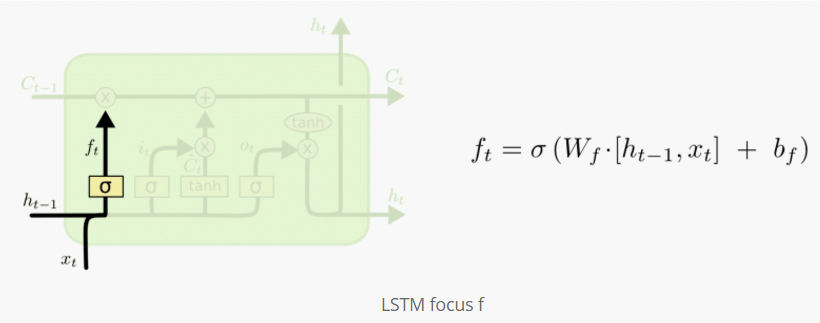 h_t
C_{t-1}
C_t
x
+
tanh
f_t
i_t
C̃_t
o_t
x
x
σ
σ
tanh
σ
h_{t-1}
h_t
x_t
f_t = σ (W_f · [h_{t-1}, x_t] + b_f)
LSTM focus f